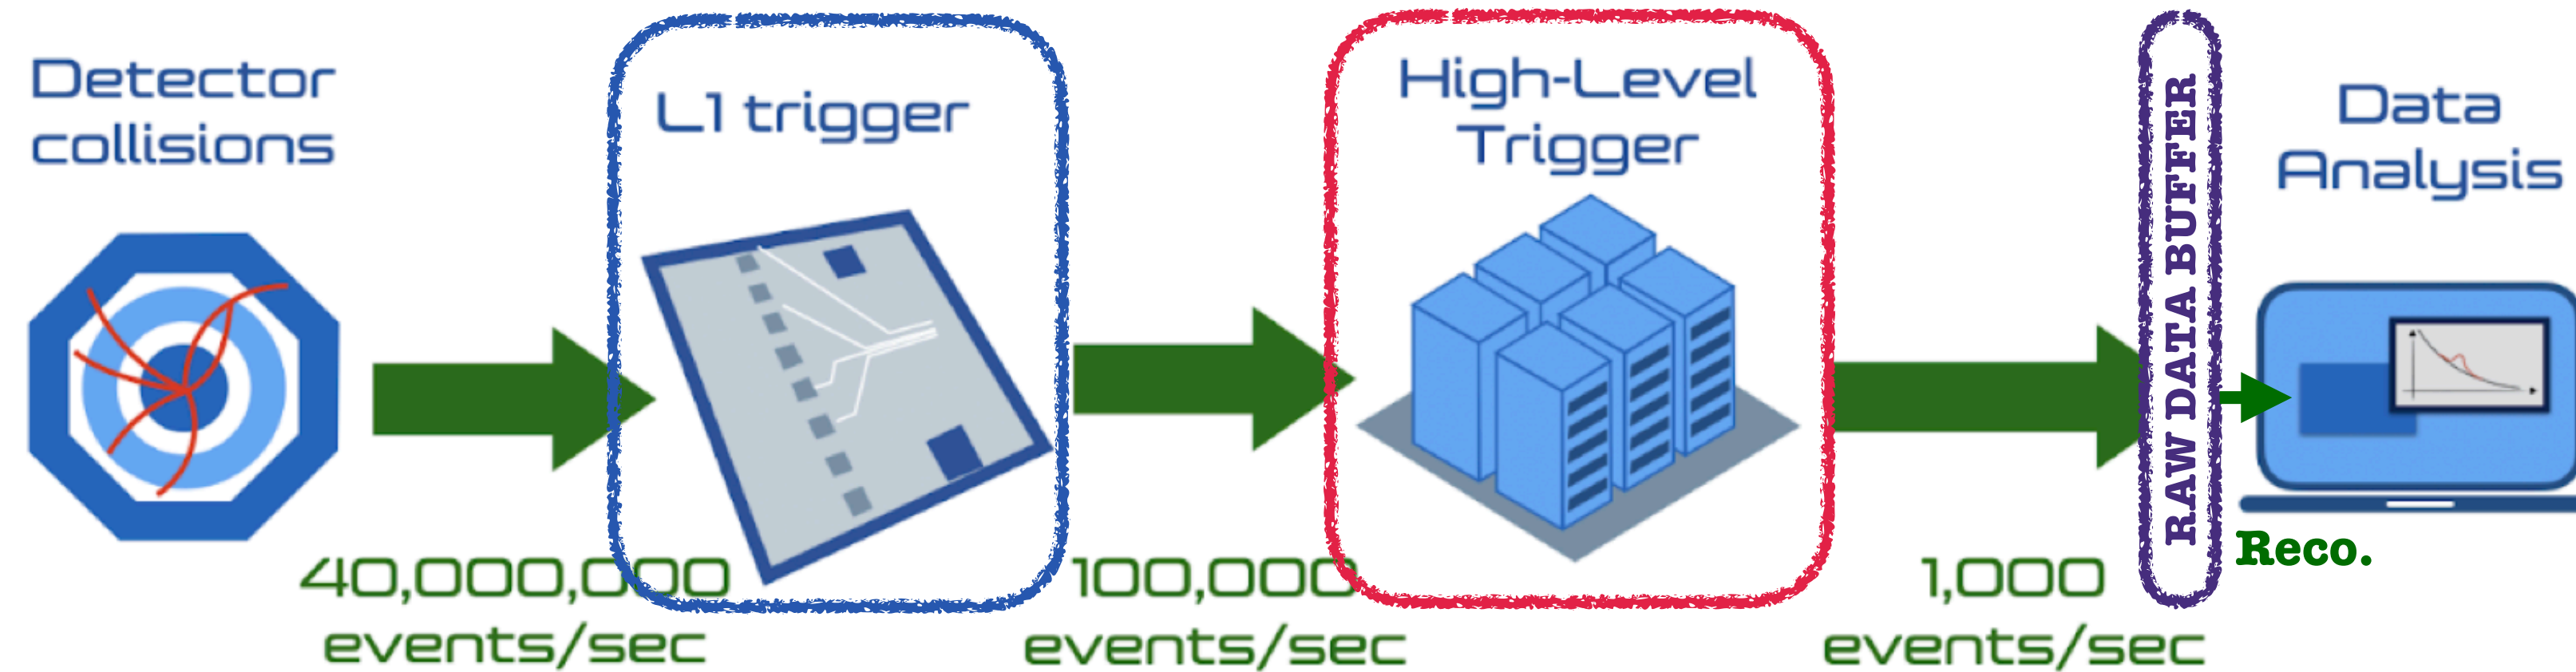 Detector
collisions
40,000,000
events/sec
L1 trigger
100,000
events/sec
High-Level
Trigger
1,000
events/sec
RAW DATA BUFFER
Reco.
Data
Analysis